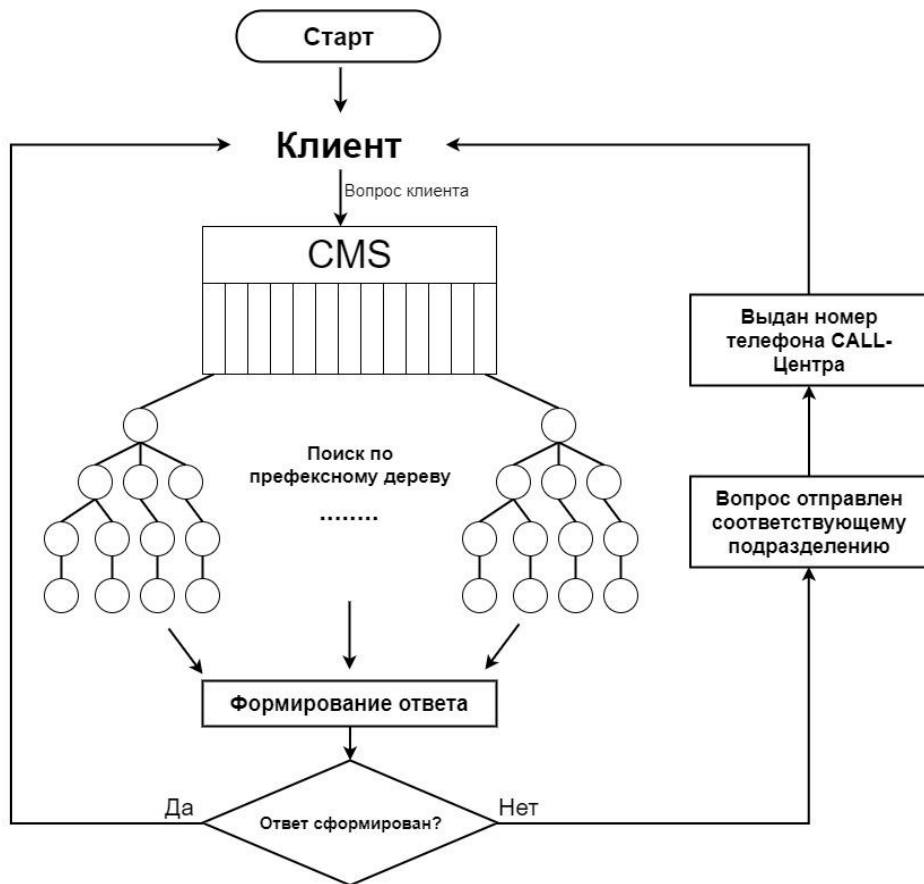 Старт
Клиент
Вопрос клиента
CMS
Выдан номер
телефона CALL-
Центра
Поиск по
префексному дереву
........
Вопрос отправлен
соответствующему
подразделению
Формирование ответа
Да
Нет
Ответ сформирован?